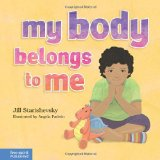 my body
belongs to
me
Jill Starishevsky
Illustrated by Angela Padrón